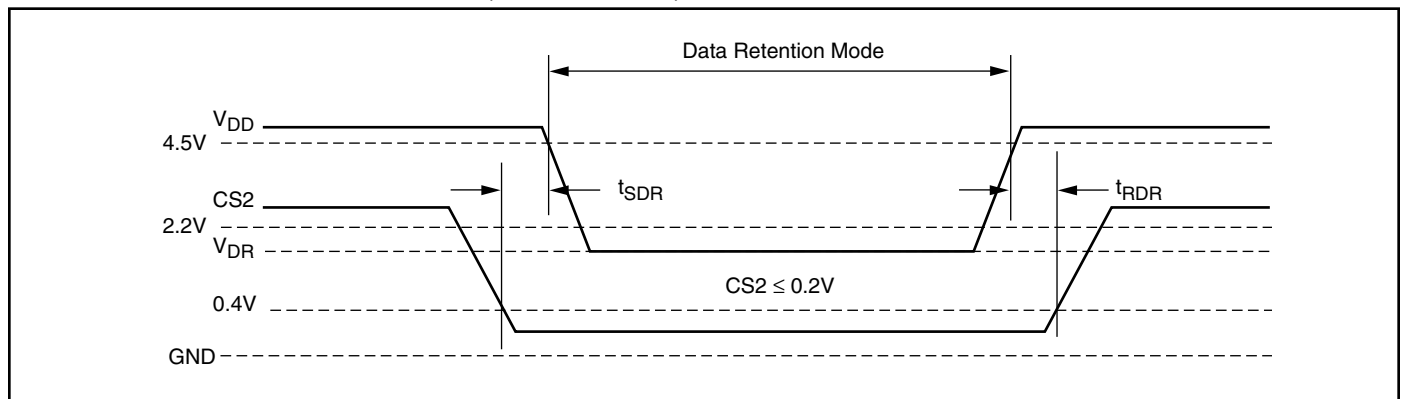 Data Retention Mode
VDD
4.5V
tSDR
tRDR
CS2
2.2V
VDR
CS2 ≤ 0.2V
0.4V
GND